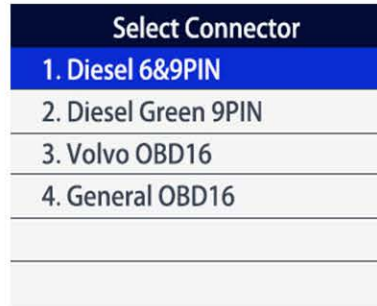 Select Connector
1. Diesel 6&9PIN
2. Diesel Green 9PIN
3. Volvo OBD16
4. General OBD16